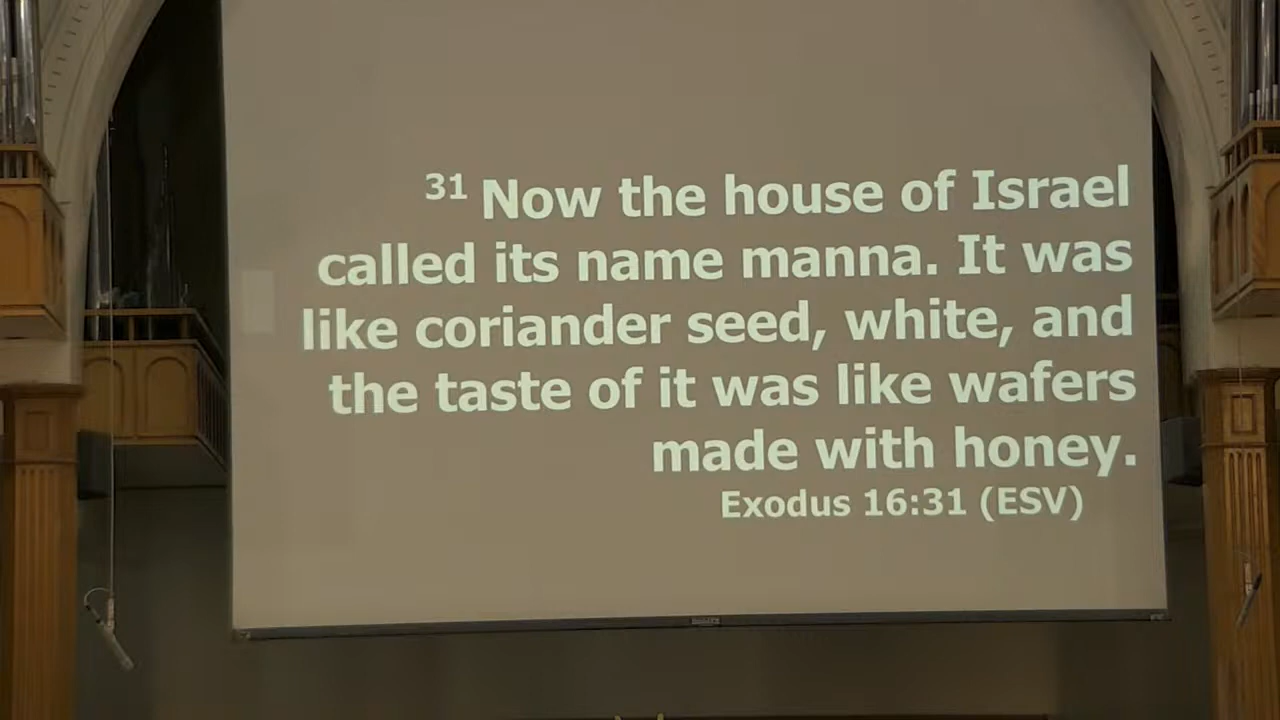 31 Now the house of Israel
called its name manna. It was
like coriander seed, white, and
the taste of it was like wafers
made with honey.
Exodus 16:31 (ESV)